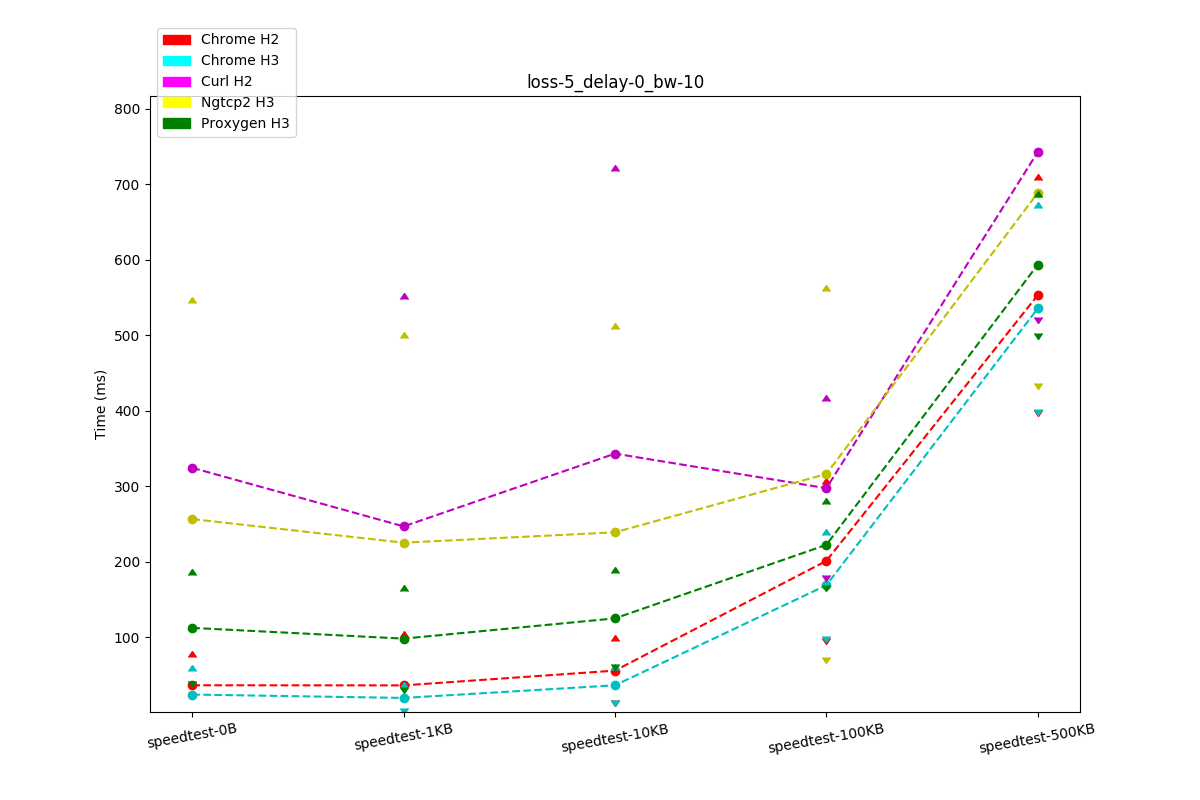 Chrome H2
Chrome H3
Curl H2
Ngtcp2 H3
Proxygen H3
loss-5_delay-0_bw-10
800
700
600
500
400
300
200
100
Time (ms)
speedtest-0B
speedtest-1KB
speedtest-10KB
speedtest-100KB
speedtest-500KB